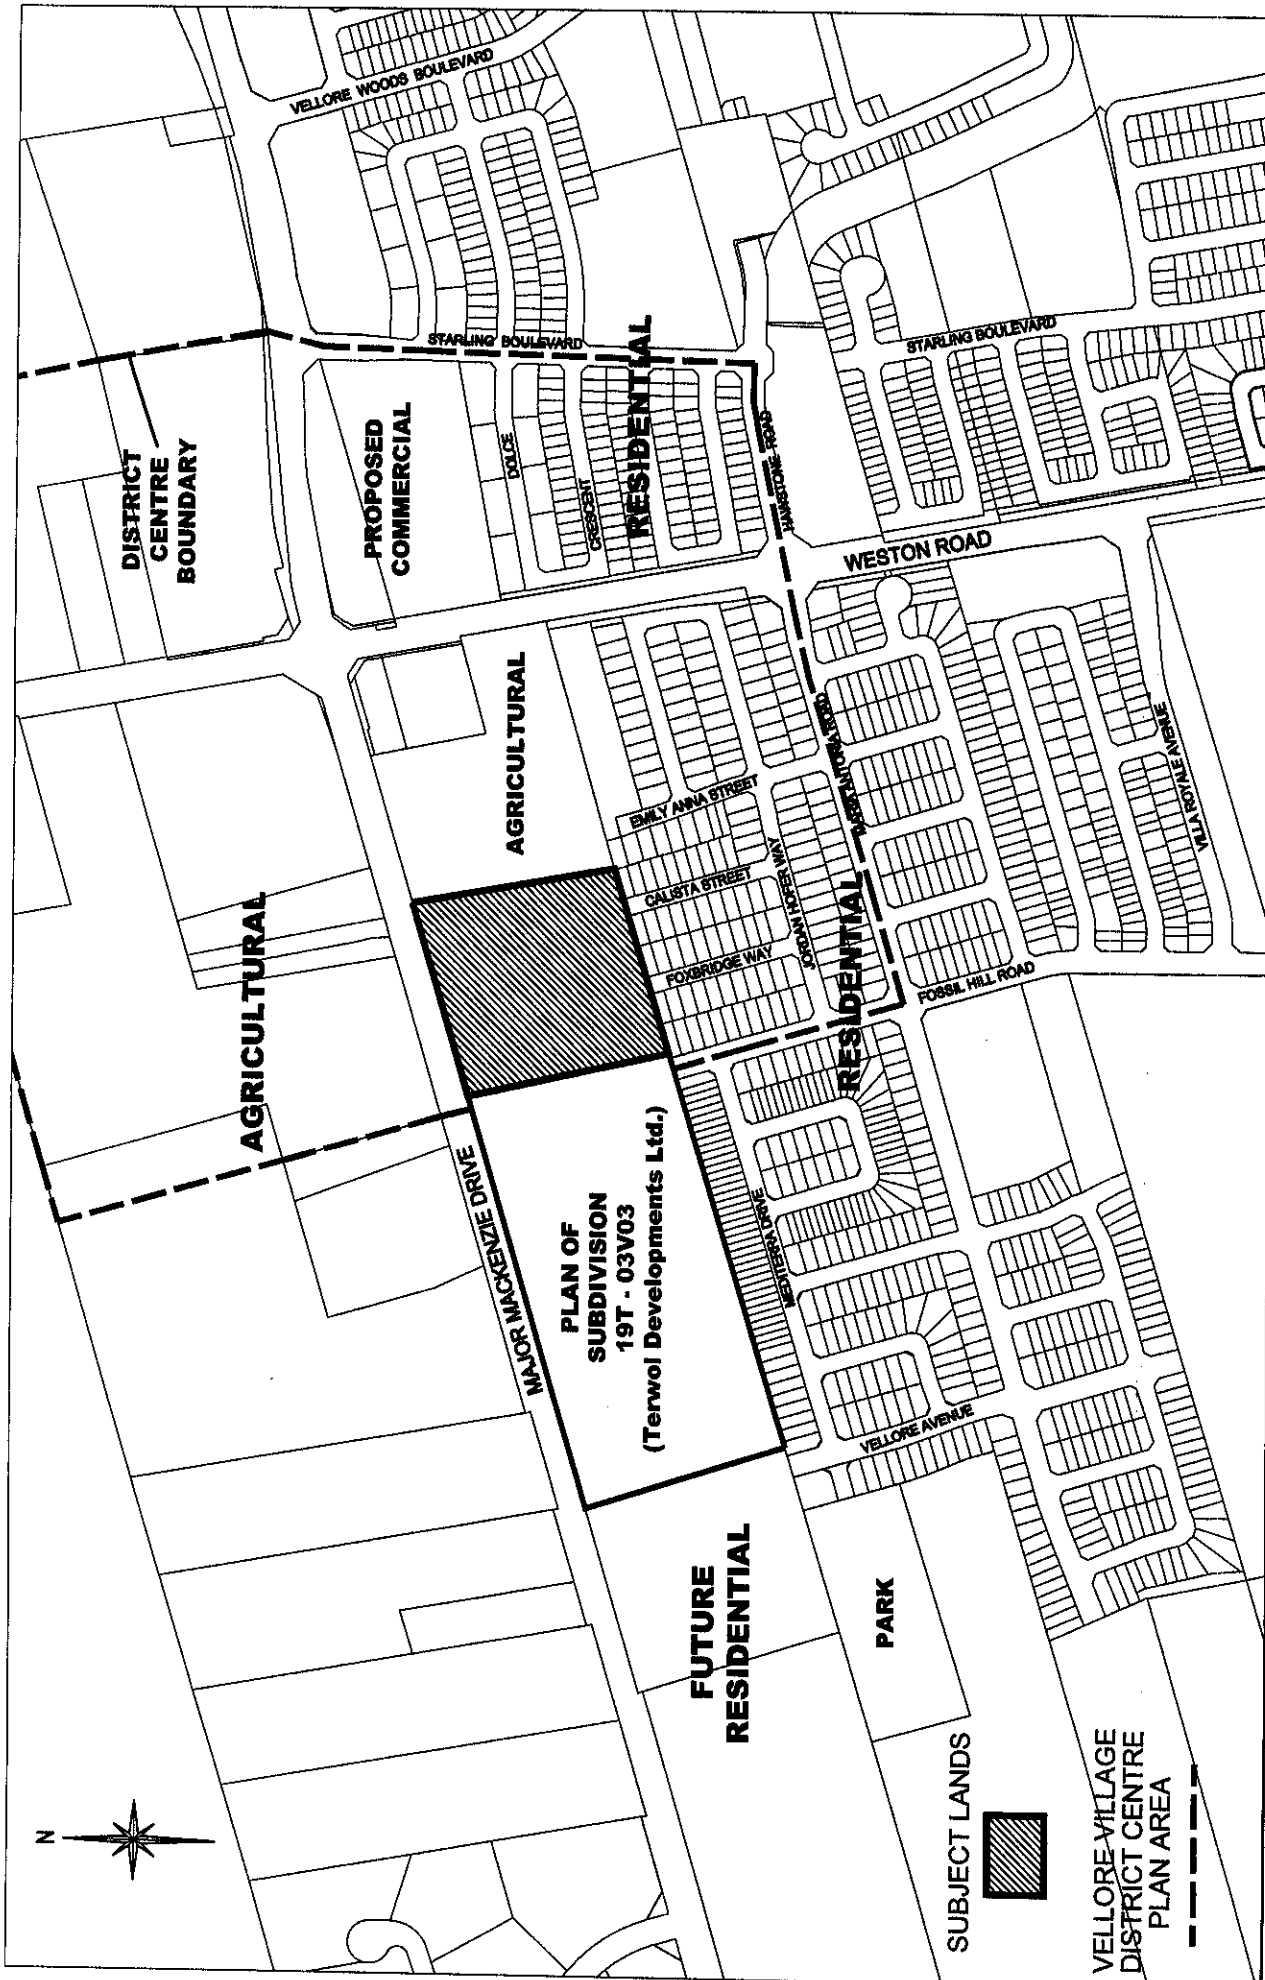 N
VELLORE WOODS BOULEVARD
DISTRICT
CENTRE
BOUNDARY
PROPOSED
COMMERCIAL
STARLING BOULEVARD
DOLCE
CRESCENT
RESIDENTIAL
HAWSTONE ROAD
STARLING BOULEVARD
WESTON ROAD
AGRICULTURAL
AGRICULTURAL
EMILY ANNA STREET
CALISTA STREET
FOXBRIDGE WAY
JORDAN HOFER WAY
ROAD
RESIDENTIAL
FOSSIL HILL ROAD
VILLA ROYALE AVENUE
MAJOR MACKENZIE DRIVE
PLAN OF
SUBDIVISION
19T - 03V03
(Terwol Developments Ltd.)
MEDITERRA DRIVE
VELLORE AVENUE
FUTURE
RESIDENTIAL
PARK
SUBJECT LANDS
VELLORE VILLAGE
DISTRICT CENTRE
PLAN AREA